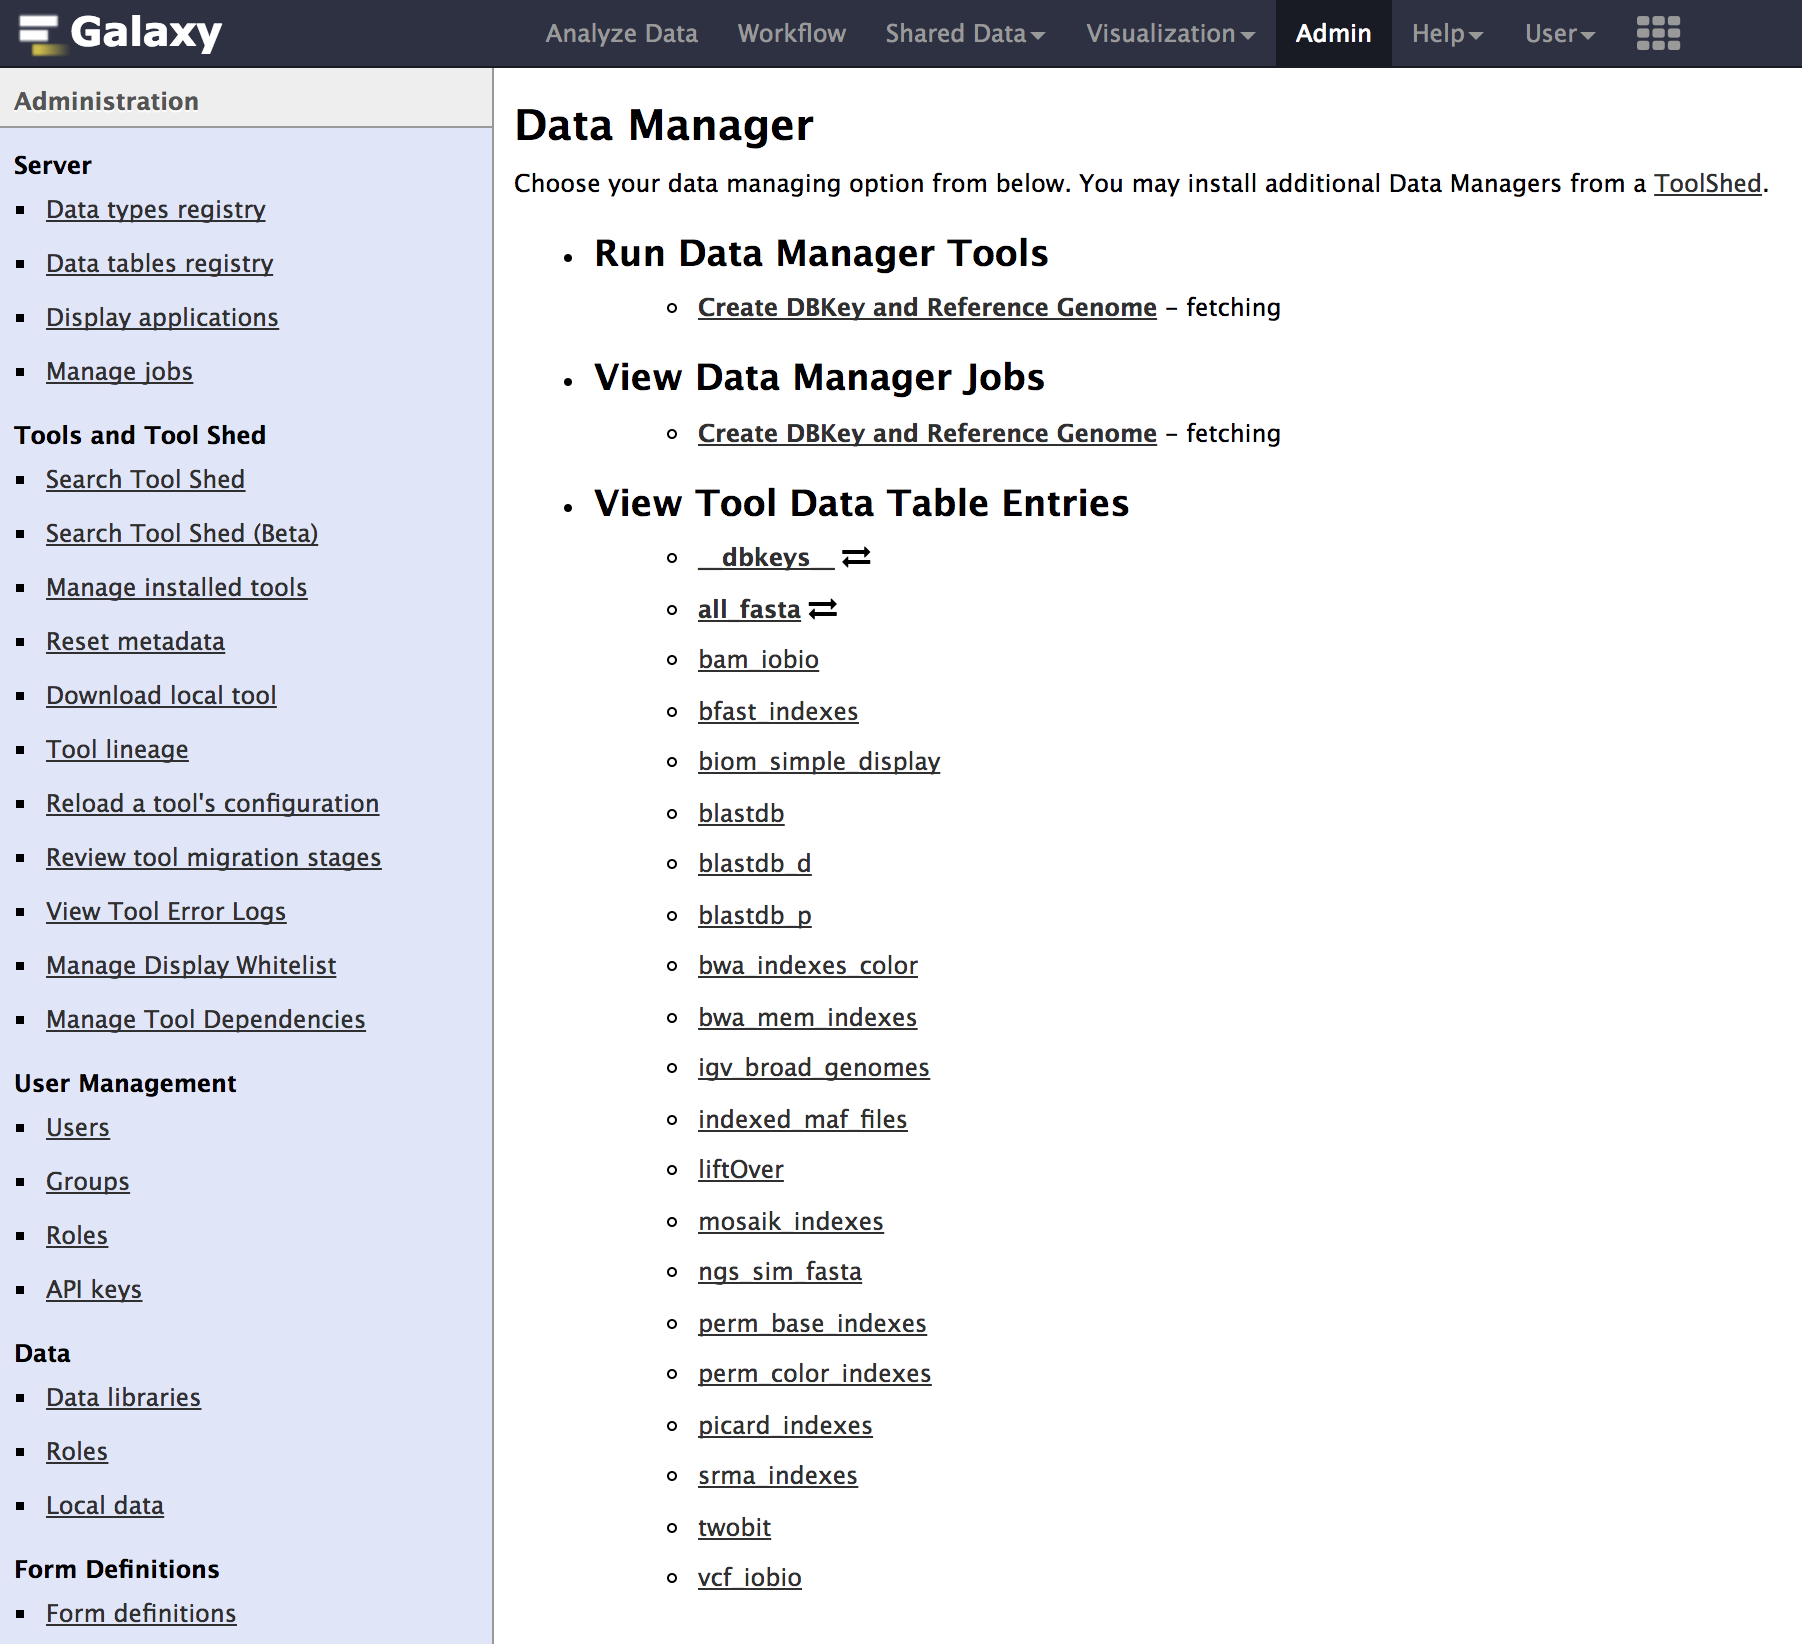 Galaxy
Analyze Data Workflow Shared Data Visualization Admin Help User
Administration
Server
Data types registry
Data tables registry
Display applications
Manage jobs
Tools and Tool Shed
Search Tool Shed
Search Tool Shed (Beta)
Manage installed tools
Reset metadata
Download local tool
Tool lineage
Reload a tool's configuration
Review tool migration stages
View Tool Error Logs
Manage Display Whitelist
Manage Tool Dependencies
User Management
Users
Groups
Roles
API keys
Data
Data libraries
Roles
Local data
Form Definitions
Form definitions
Data Manager
Choose your data managing option from below. You may install additional Data Managers from a ToolShed.
Run Data Manager Tools
Create DBKey and Reference Genome – fetching
View Data Manager Jobs
Create DBKey and Reference Genome – fetching
View Tool Data Table Entries
__dbkeys__
all_fasta
bam_iobio
bfast_indexes
biom_simple_display
blastdb
blastdb_d
blastdb_p
bwa_indexes_color
bwa_mem_indexes
igv_broad_genomes
indexed_maf_files
liftOver
mosaik_indexes
ngs_sim_fasta
perm_base_indexes
perm_color_indexes
picard_indexes
srma_indexes
twobit
vcf_iobio